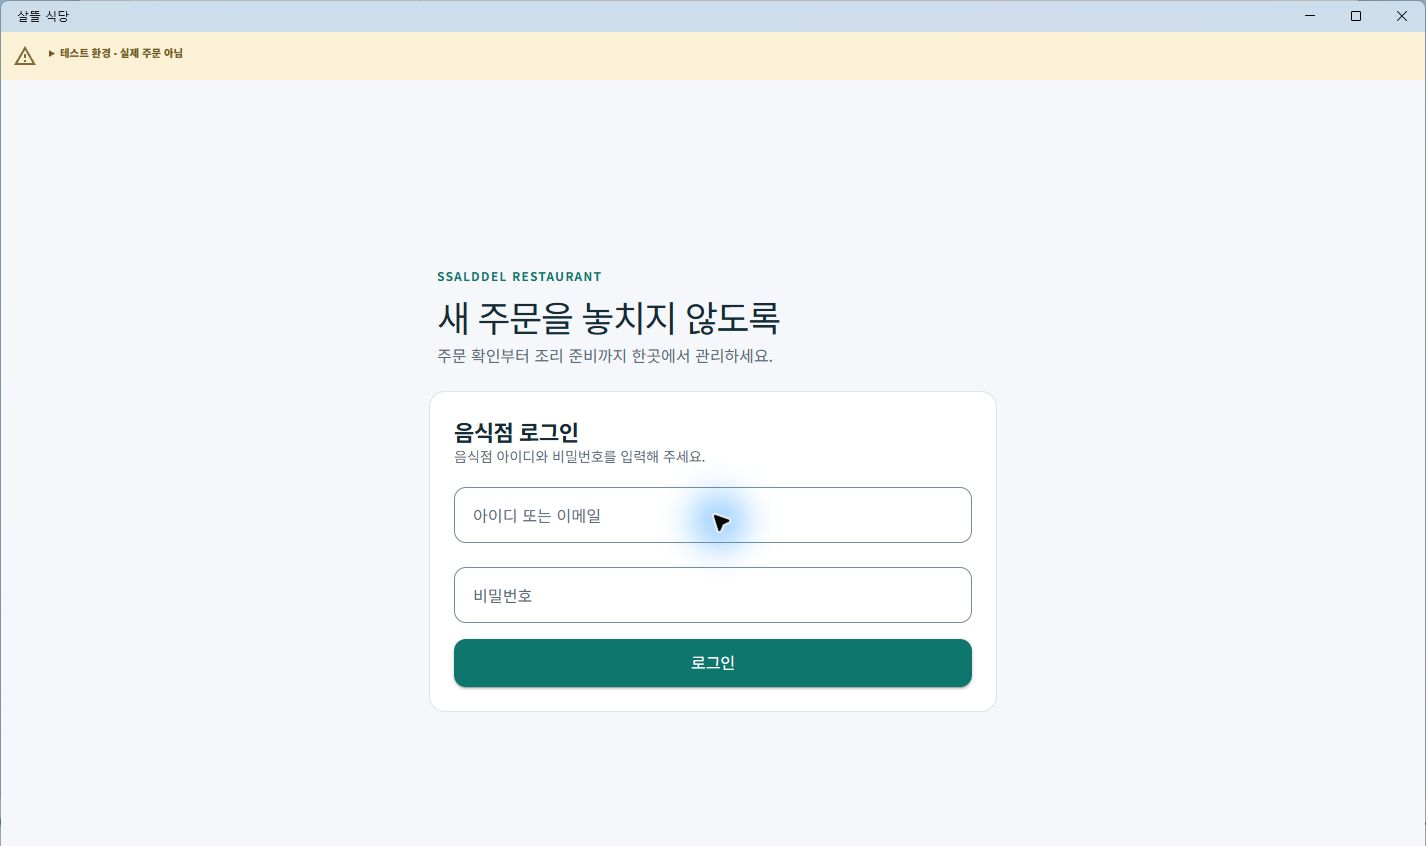 살뜰 식당
▶ 테스트 환경 · 실제 주문 아님
SSALDDEL RESTAURANT
새 주문을 놓치지 않도록
주문 확인부터 조리 준비까지 한곳에서 관리하세요.
음식점 로그인
음식점 아이디와 비밀번호를 입력해 주세요.
아이디 또는 이메일
비밀번호
로그인